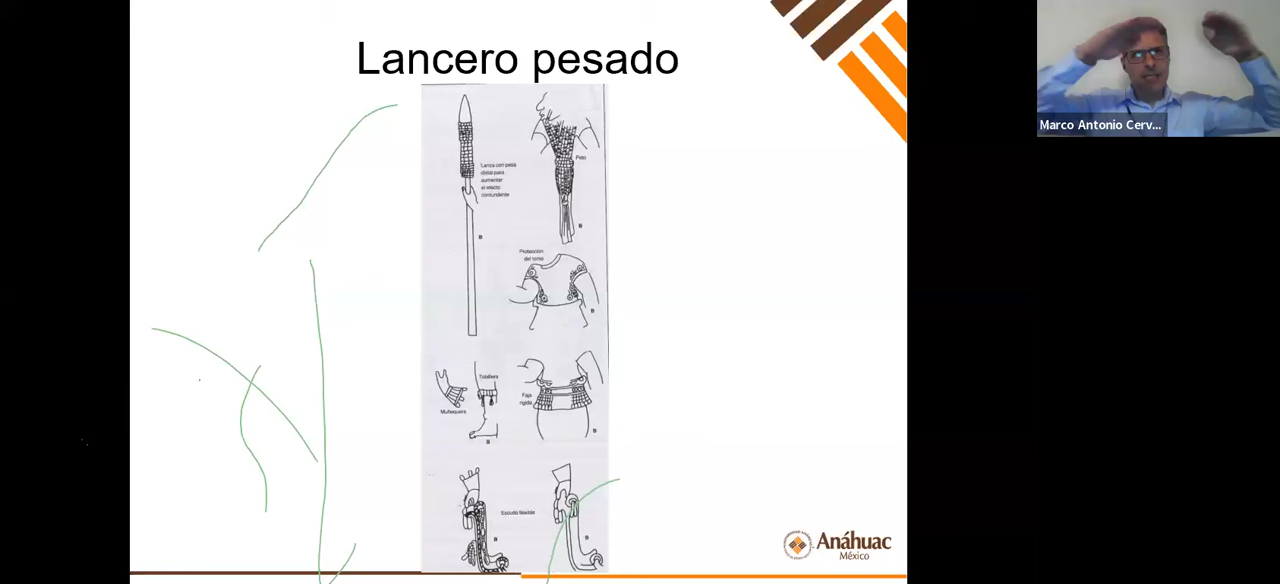 Lancero pesado
Marco Antonio Cerv...
Lanza con pesa
distal para
aumentar
el efecto
contundente
Peto
B
B
Protección
del torso
B
Tobillera
Muñequera
B
Faja
rígida
B
Escudo flexible
B
B
Anáhuac
México